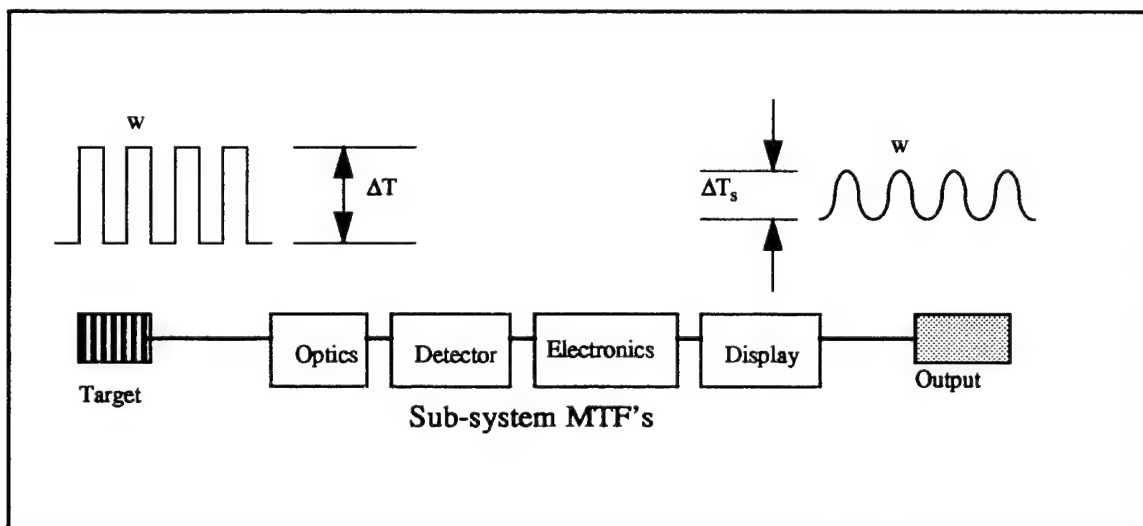 w
ΔT
ΔTs
w
Optics
Detector
Electronics
Display
Target
Output
Sub-system MTF's